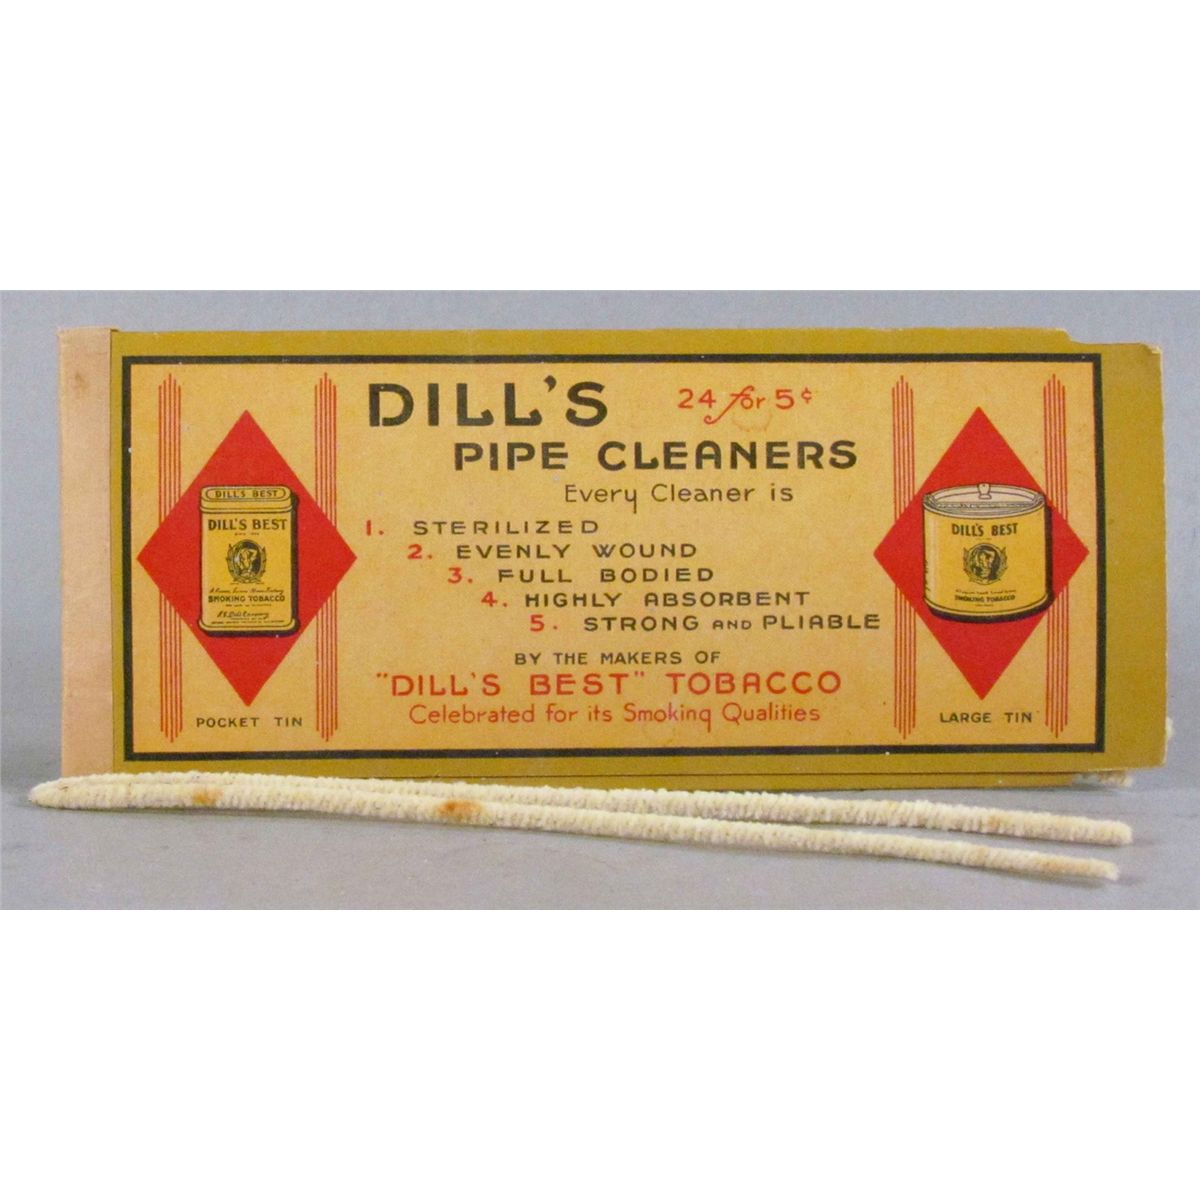 DILL'S 24 for 5¢
PIPE CLEANERS
Every Cleaner is
1. STERILIZED
2. EVENLY WOUND
3. FULL BODIED
4. HIGHLY ABSORBENT
5. STRONG AND PLIABLE
BY THE MAKERS OF
"DILL'S BEST" TOBACCO
Celebrated for its Smoking Qualities
DILL'S BEST
DILL'S BEST
SMOKING TOBACCO
POCKET TIN
DILL'S BEST
SMOKING TOBACCO
LARGE TIN